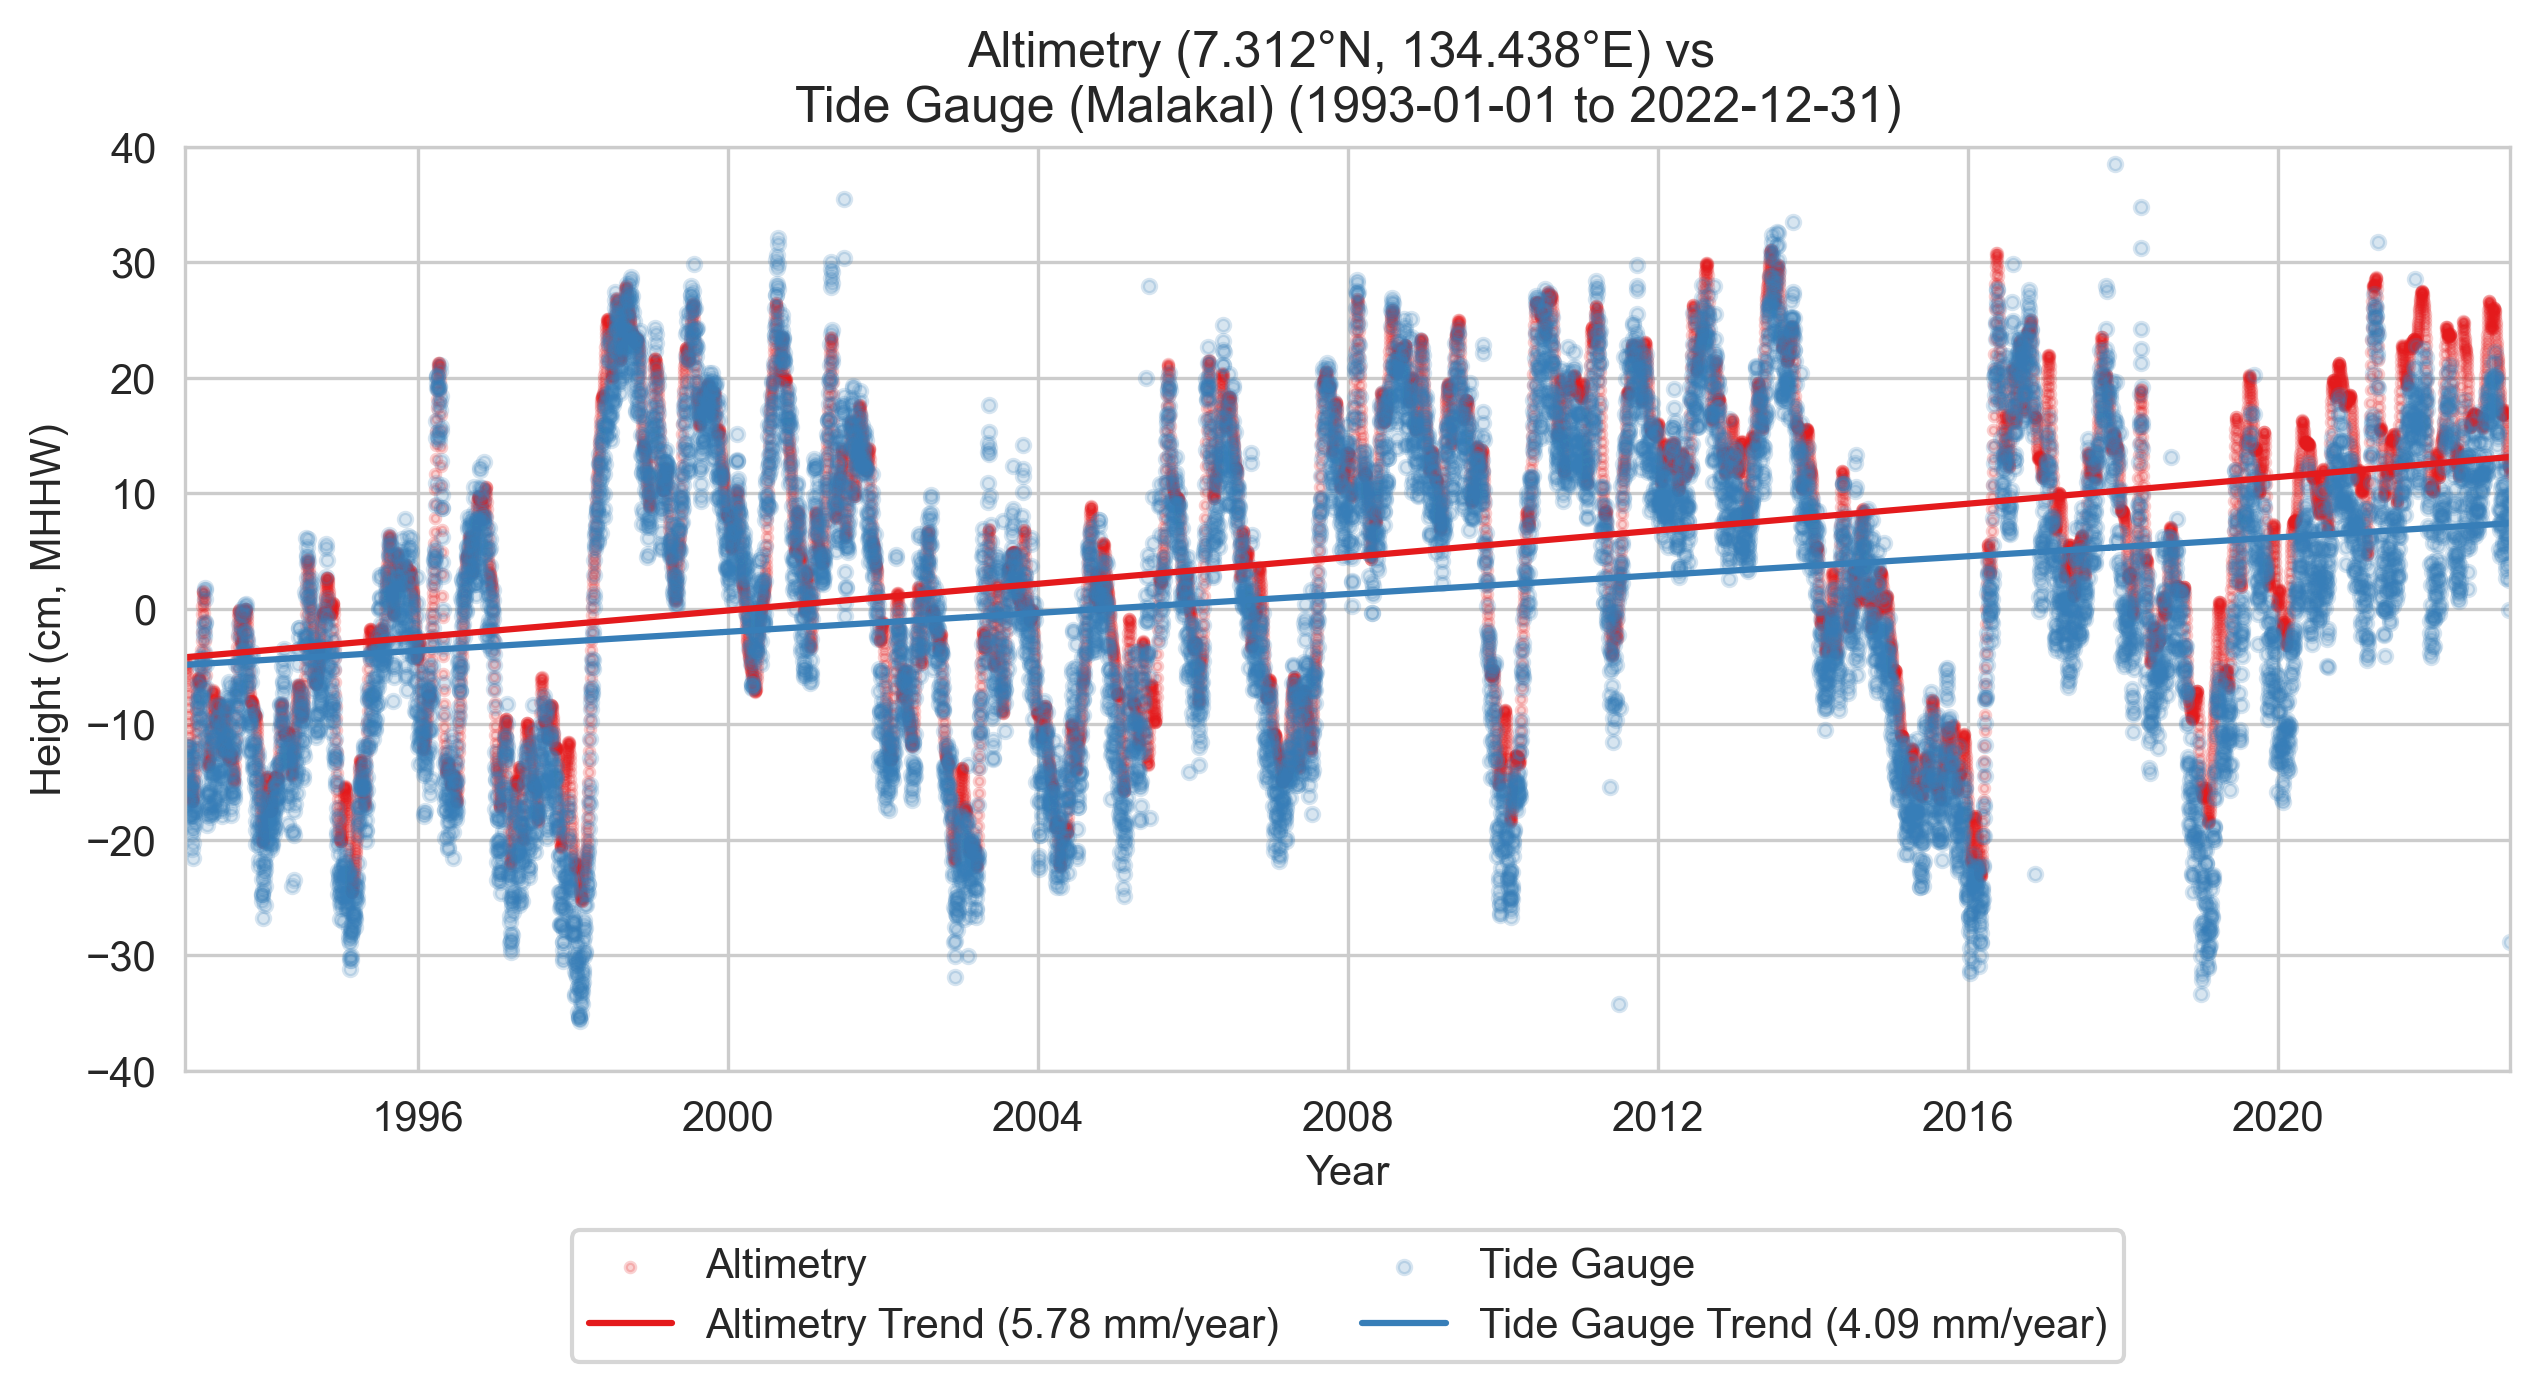 Altimetry (7.312°N, 134.438°E) vs
Tide Gauge (Malakal) (1993-01-01 to 2022-12-31)
Height (cm, MHHW)
40
30
20
10
0
−10
−20
−30
−40
1996
2000
2004
2008
2012
2016
2020
Year
Altimetry
Altimetry Trend (5.78 mm/year)
Tide Gauge
Tide Gauge Trend (4.09 mm/year)